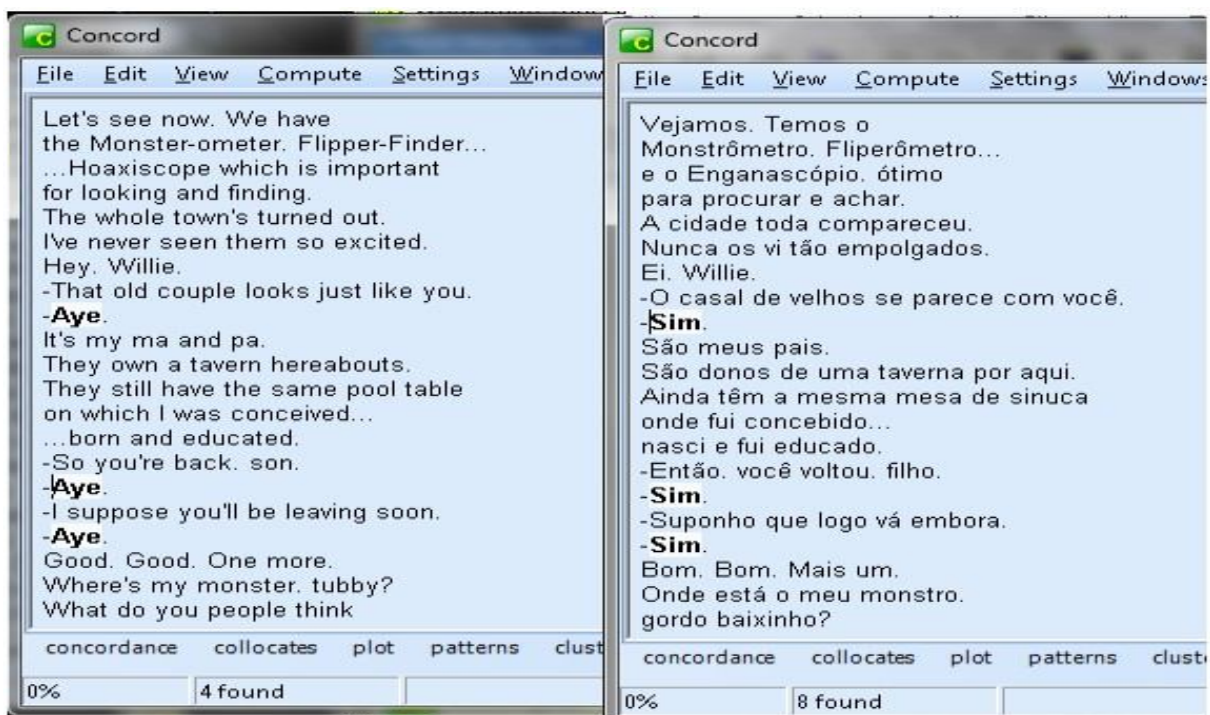 Concord
File Edit View Compute Settings Window
Let's see now. We have
the Monster-ometer. Flipper-Finder...
...Hoaxiscope which is important
for looking and finding.
The whole town's turned out.
I've never seen them so excited.
Hey. Willie.
-That old couple looks just like you.
-Aye.
It's my ma and pa.
They own a tavern hereabouts.
They still have the same pool table
on which I was conceived...
...born and educated.
-So you're back. son.
-Aye.
-I suppose you'll be leaving soon.
-Aye.
Good. Good. One more.
Where's my monster. tubby?
What do you people think
concordance collocates plot patterns clust
0% 4 found
Concord
File Edit View Compute Settings Windows
Vejamos. Temos o
Monstrômetro. Fliperômetro...
e o Enganascópio. ótimo
para procurar e achar.
A cidade toda compareceu.
Nunca os vi tão empolgados.
Ei. Willie.
-O casal de velhos se parece com você.
-Sim.
São meus pais.
São donos de uma taverna por aqui.
Ainda têm a mesma mesa de sinuca
onde fui concebido...
nasci e fui educado.
-Então. você voltou. filho.
-Sim.
-Suponho que logo vá embora.
-Sim.
Bom. Bom. Mais um.
Onde está o meu monstro.
gordo baixinho?
concordance collocates plot patterns cluste
0% 8 found